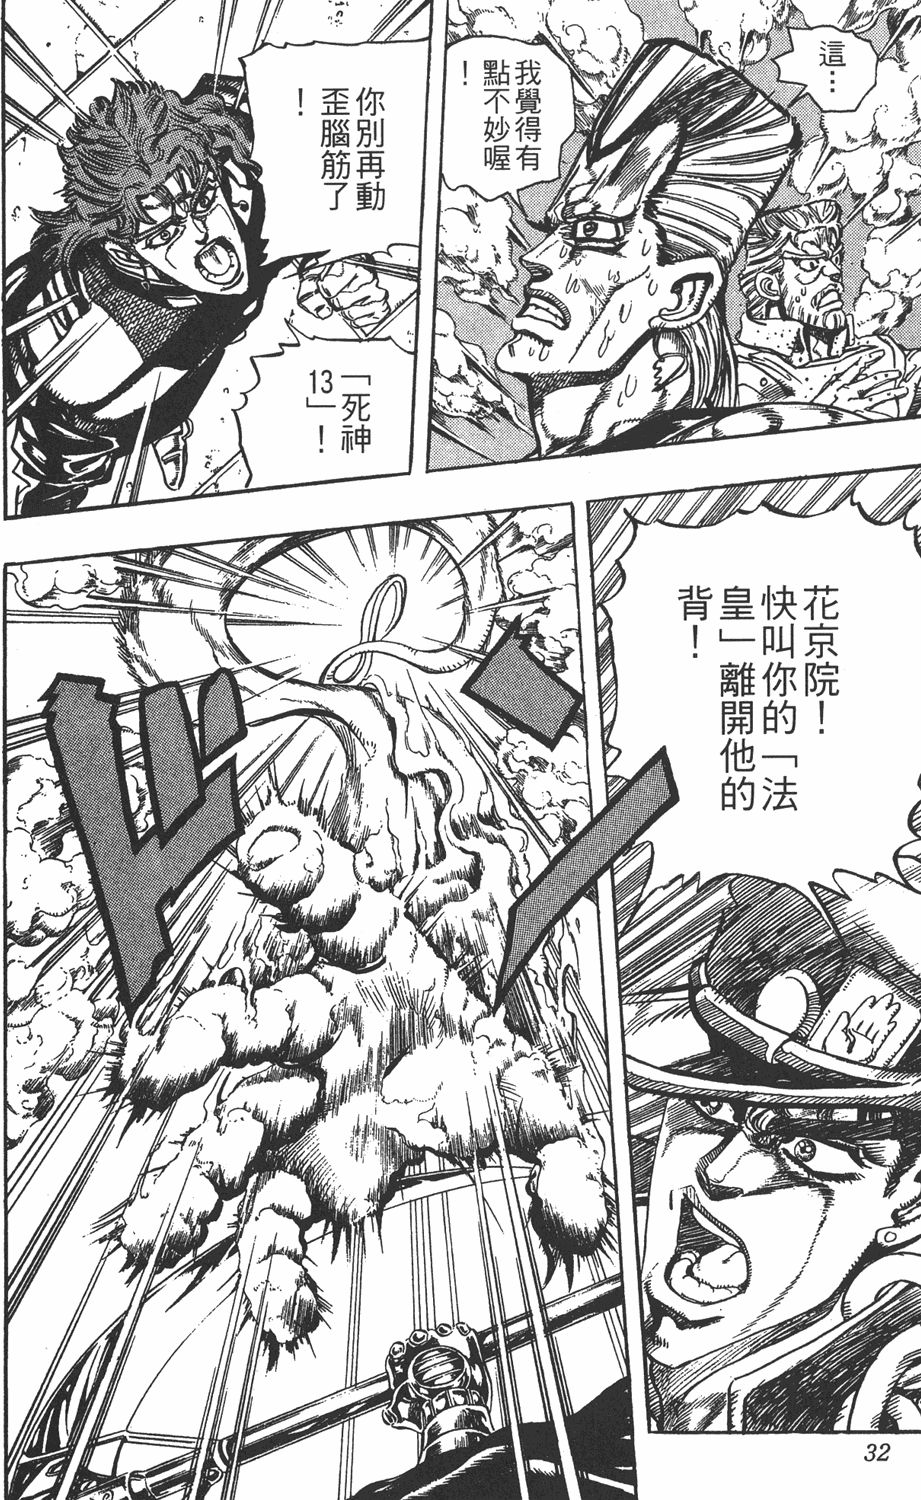 這…
我覺得有
點不妙喔
！
你別再動
歪腦筋了
！
「死神
13」！
花京院！
快叫你的「法
皇」離開他的
背！
ド
32